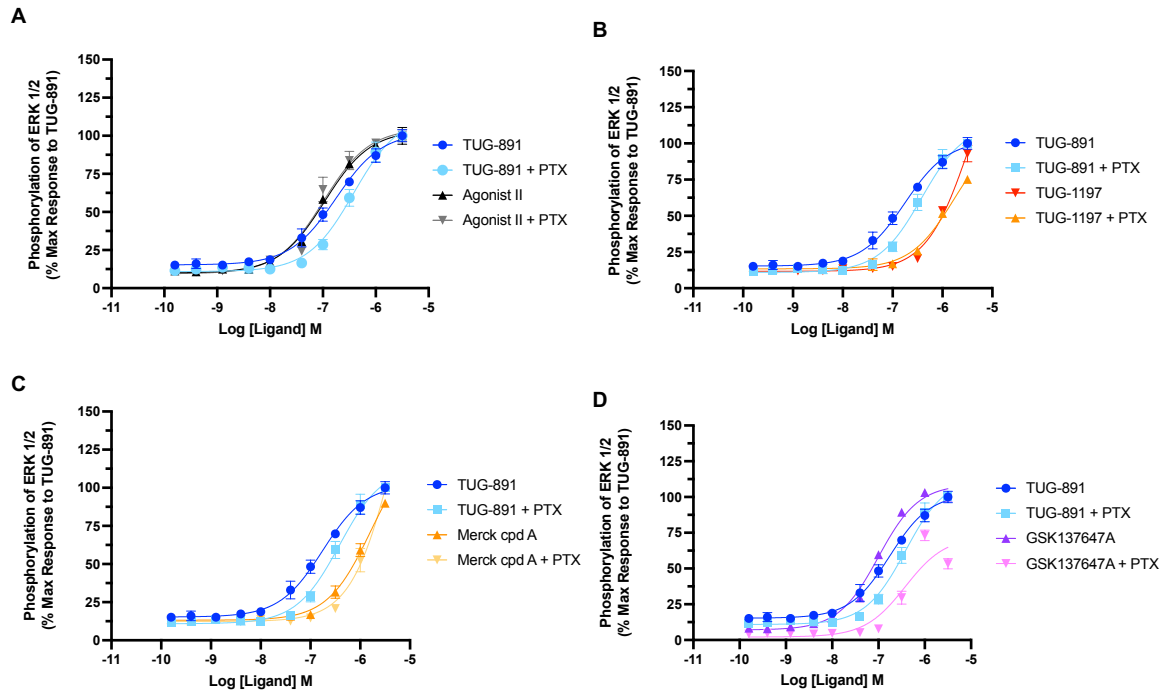 A
Phosphorylation of ERK 1/2
(% Max Response to TUG-891)
150
125
100
75
50
25
0
-11
-10
-9
-8
-7
-6
-5
Log [Ligand] M
TUG-891
TUG-891 + PTX
Agonist II
Agonist II + PTX
B
Phosphorylation of ERK 1/2
(% Max Response to TUG-891)
150
125
100
75
50
25
0
-11
-10
-9
-8
-7
-6
-5
Log [Ligand] M
TUG-891
TUG-891 + PTX
TUG-1197
TUG-1197 + PTX
C
Phosphorylation of ERK 1/2
(% Max Response to TUG-891)
150
125
100
75
50
25
0
-11
-10
-9
-8
-7
-6
-5
Log [Ligand] M
TUG-891
TUG-891 + PTX
Merck cpd A
Merck cpd A + PTX
D
Phosphorylation of ERK 1/2
(% Max Response to TUG-891)
150
125
100
75
50
25
0
-11
-10
-9
-8
-7
-6
-5
Log [Ligand] M
TUG-891
TUG-891 + PTX
GSK137647A
GSK137647A + PTX